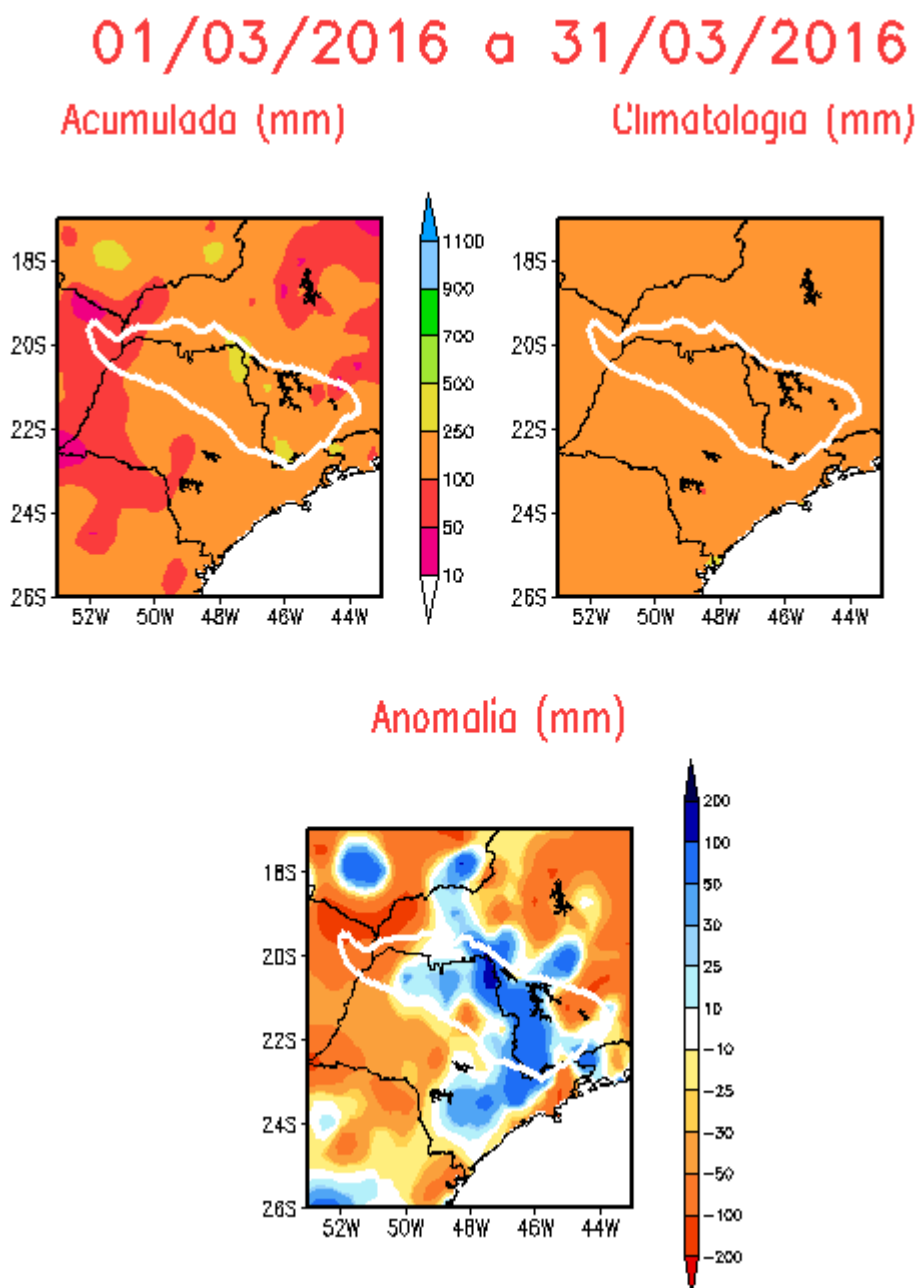 01/03/2016 a 31/03/2016
Acumulada (mm)
Climatologia (mm)
18S
20S
22S
24S
26S
52W 50W 48W 46W 44W
1100
900
700
500
250
100
50
10
18S
20S
22S
24S
26S
52W 50W 48W 46W 44W
Anomalia (mm)
18S
20S
22S
24S
26S
52W 50W 48W 46W 44W
200
100
50
30
25
10
-10
-25
-30
-50
-100
-200